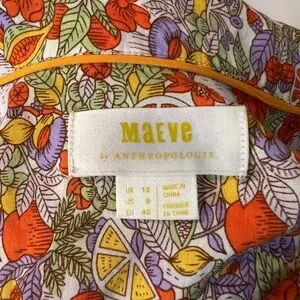 MAEVE
by ANTHROPOLOGIE
UK 12
US 8
EU 40
MADE IN
CHINA
FABRIQUÉ
EN CHINE